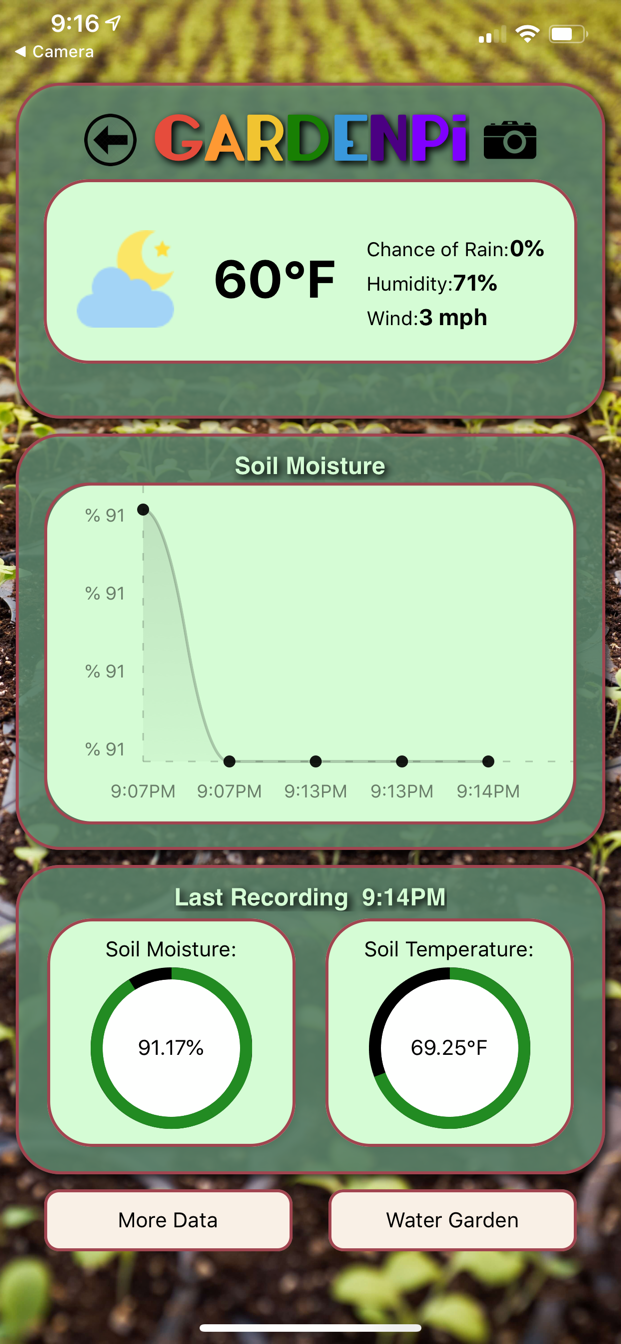 9:16
◀ Camera
GARDENPi
60°F
Chance of Rain:0%
Humidity:71%
Wind:3 mph
Soil Moisture
% 91
% 91
% 91
% 91
9:07PM 9:07PM 9:13PM 9:13PM 9:14PM
Last Recording 9:14PM
Soil Moisture:
91.17%
Soil Temperature:
69.25°F
More Data
Water Garden